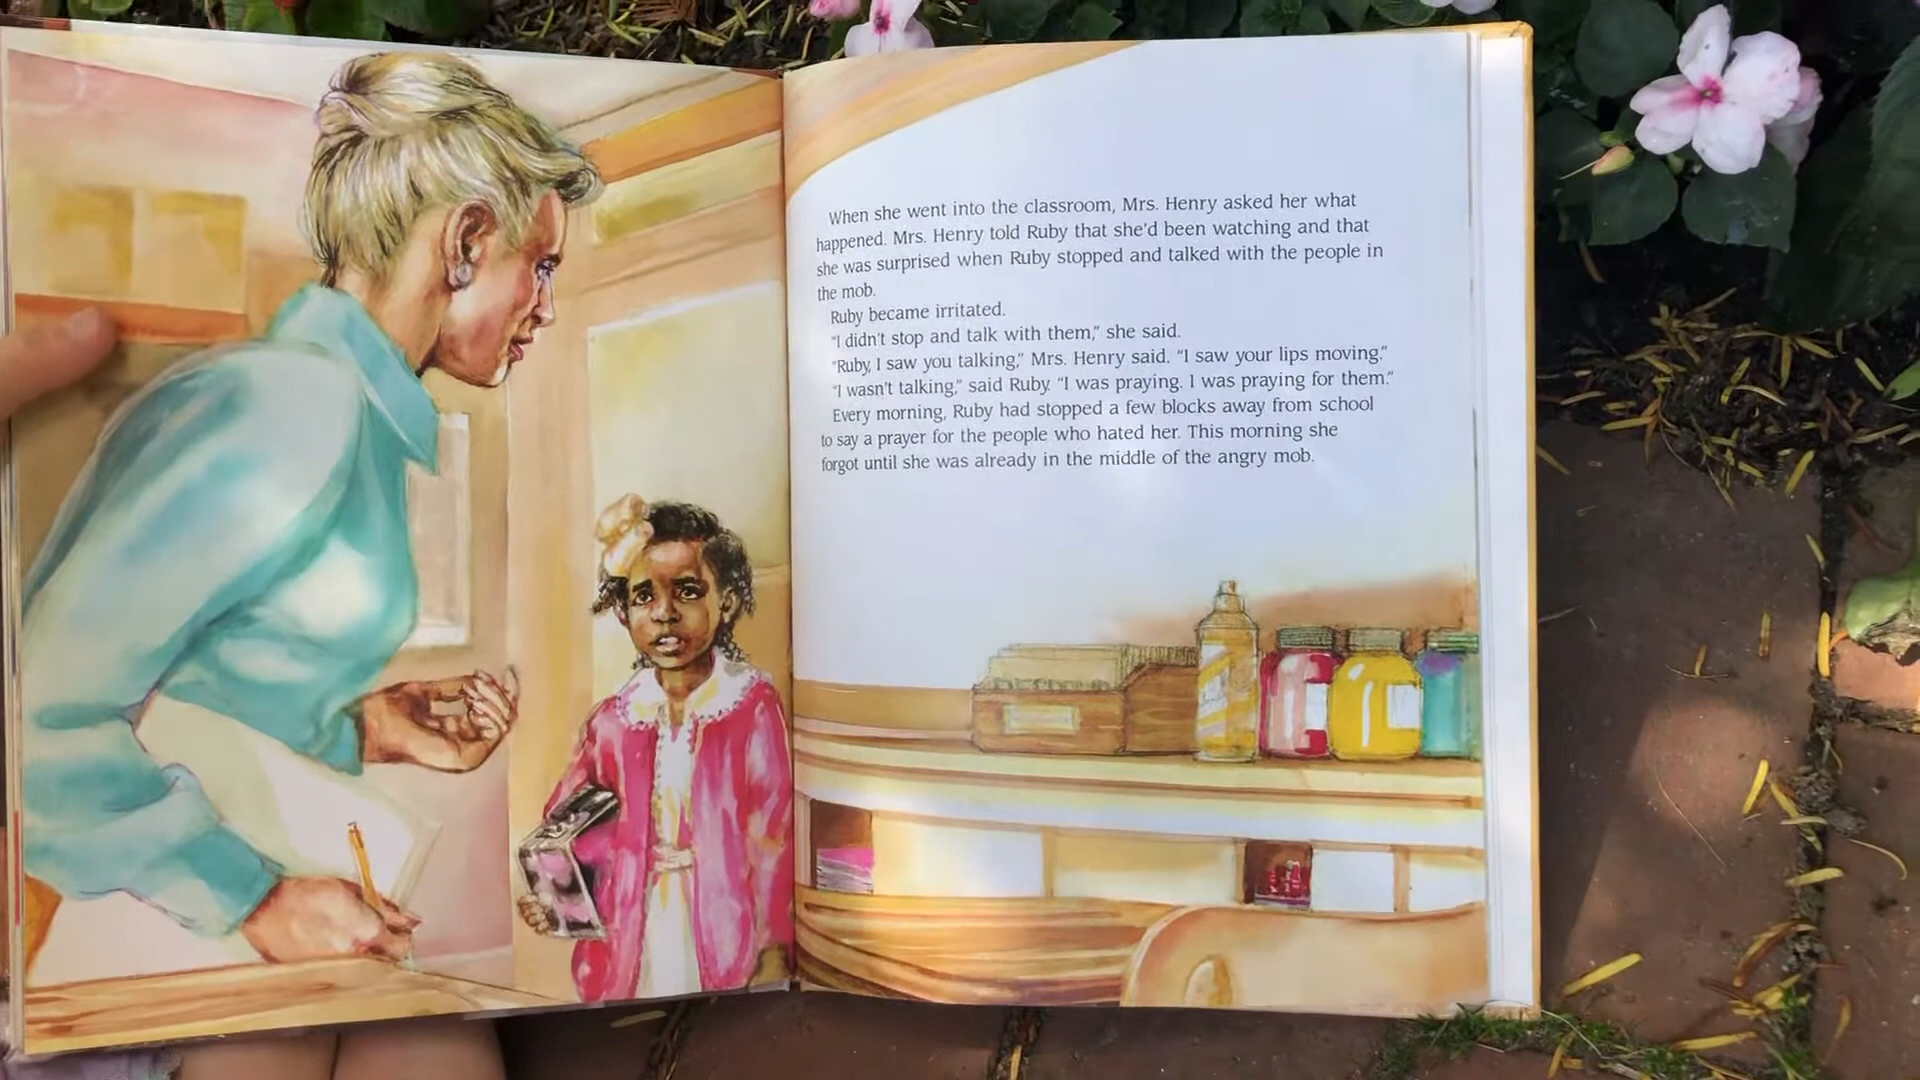 When she went into the classroom, Mrs. Henry asked her what
happened. Mrs. Henry told Ruby that she'd been watching and that
she was surprised when Ruby stopped and talked with the people in
the mob.
Ruby became irritated.
"I didn't stop and talk with them," she said.
"Ruby, I saw you talking," Mrs. Henry said. "I saw your lips moving."
"I wasn't talking," said Ruby. "I was praying. I was praying for them."
Every morning, Ruby had stopped a few blocks away from school
to say a prayer for the people who hated her. This morning she
forgot until she was already in the middle of the angry mob.